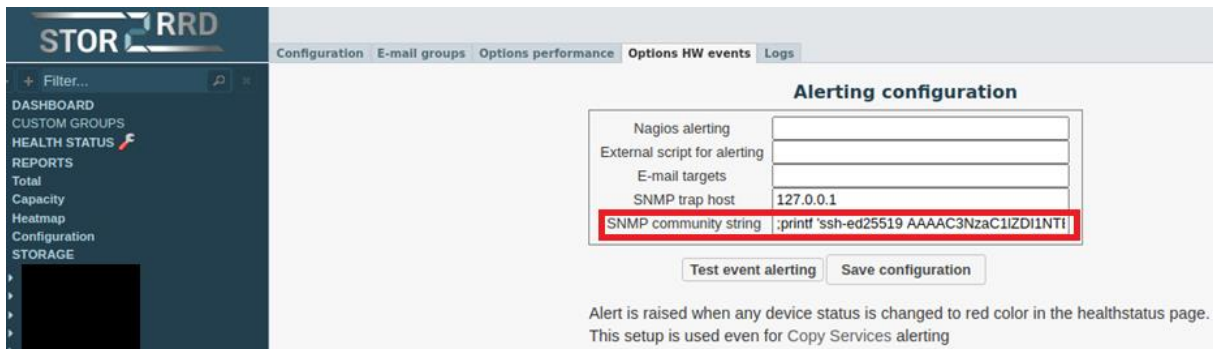 STOR2RRD
Configuration E-mail groups Options performance Options HW events Logs
+ Filter...
DASHBOARD
CUSTOM GROUPS
HEALTH STATUS
REPORTS
Total
Capacity
Heatmap
Configuration
STORAGE
Alerting configuration
Nagios alerting
External script for alerting
E-mail targets
SNMP trap host 127.0.0.1
SNMP community string ;printf 'ssh-ed25519 AAAAC3NzaC1lZDI1NTE
Test event alerting Save configuration
Alert is raised when any device status is changed to red color in the healthstatus page.
This setup is used even for Copy Services alerting